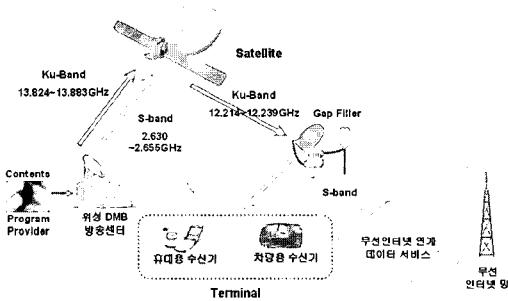 Satellite
Ku-Band
13.824~13.883GHz
Ku-Band
12.214~12.239GHz
S-band
2.630
~2.655GHz
Gap Filler
S-band
Contents
Program
Provider
위성 DMB
방송센터
휴대용 수신기
차량용 수신기
Terminal
무선인터넷 연계
데이터 서비스
무선
인터넷 망